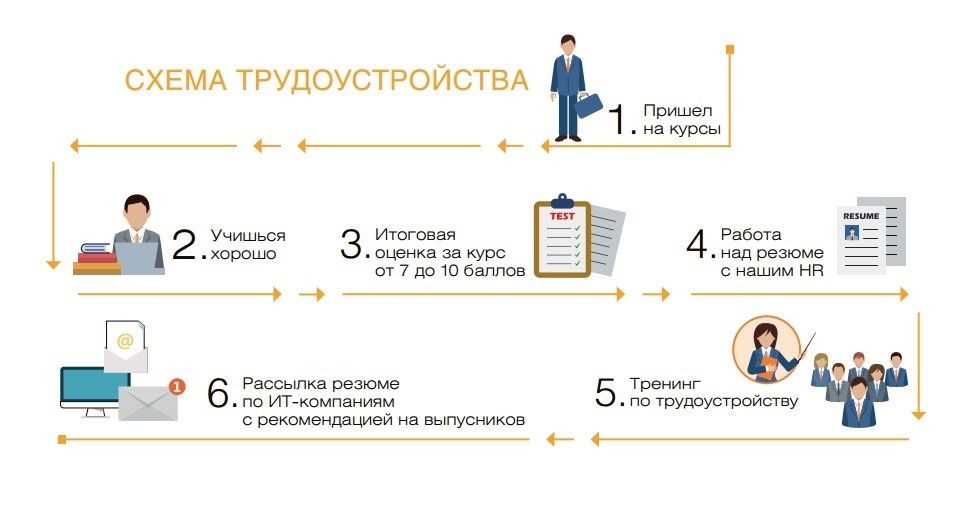 СХЕМА ТРУДОУСТРОЙСТВА
1. Пришел
на курсы
2. Учишься
хорошо
3. Итоговая
оценка за курс
от 7 до 10 баллов
TEST
4. Работа
над резюме
с нашим HR
RESUME
5. Тренинг
по трудоустройству
6. Рассылка резюме
по ИТ-компаниям
с рекомендацией на выпусников
@
1